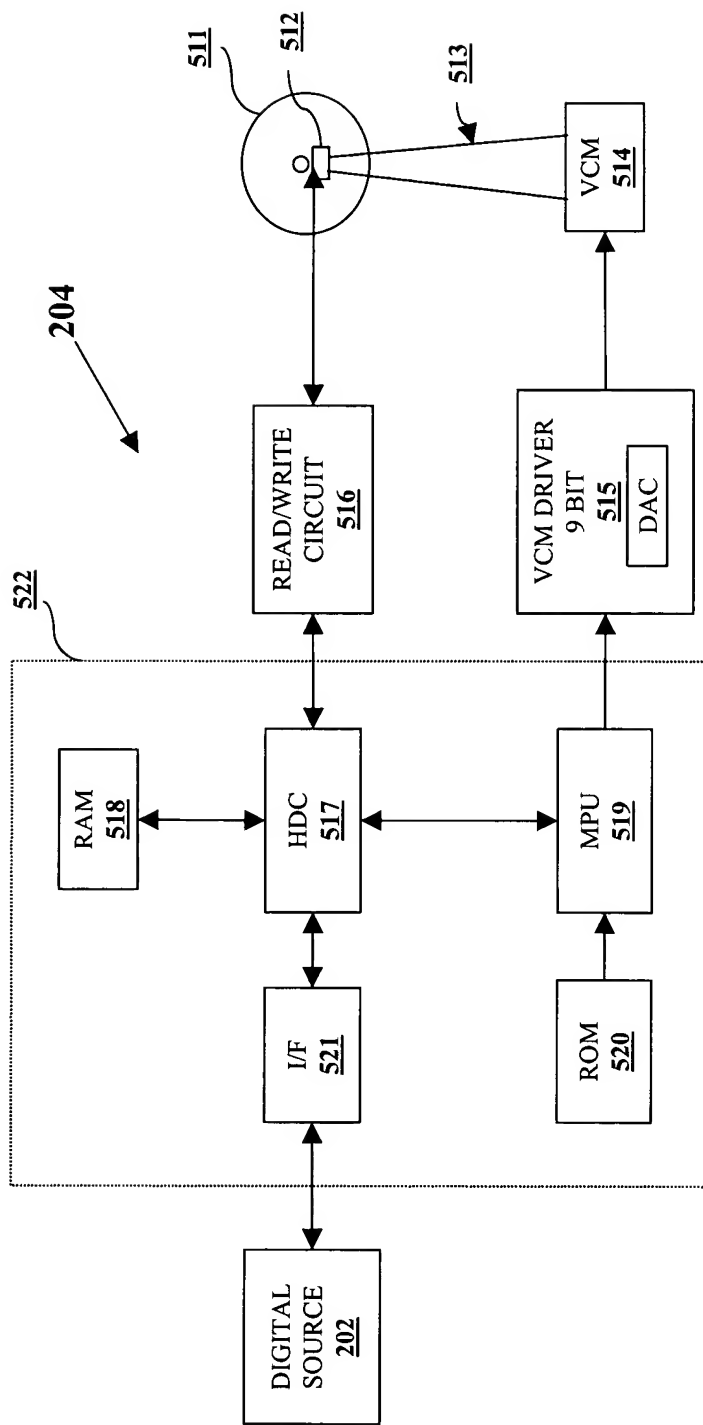 204
522
511
512
513
DIGITAL
SOURCE
202
I/F
521
RAM
518
HDC
517
READ/WRITE
CIRCUIT
516
ROM
520
MPU
519
VCM DRIVER
9 BIT
515
DAC
VCM
514